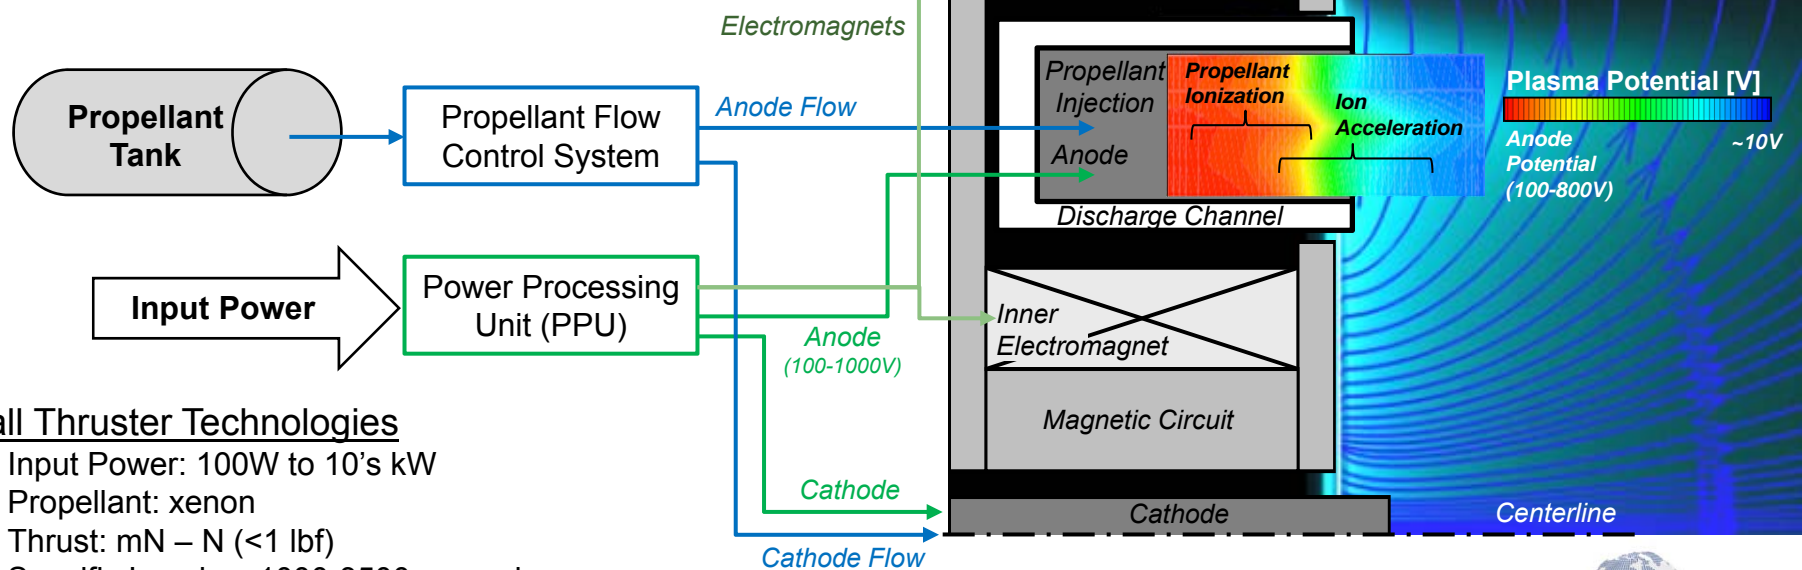 Electromagnets
Propellant
Tank
Propellant Flow
Control System
Anode Flow
Propellant
Injection
Anode
Propellant
Ionization
Ion
Acceleration
Discharge Channel
Plasma Potential [V]
Anode
Potential
(100-800V)
~10V
Input Power
Power Processing
Unit (PPU)
Anode
(100-1000V)
Inner
Electromagnet
Magnetic Circuit
Cathode
Cathode Flow
Cathode
Centerline
all Thruster Technologies
Input Power: 100W to 10's kW
Propellant: xenon
Thrust: mN – N (<1 lbf)